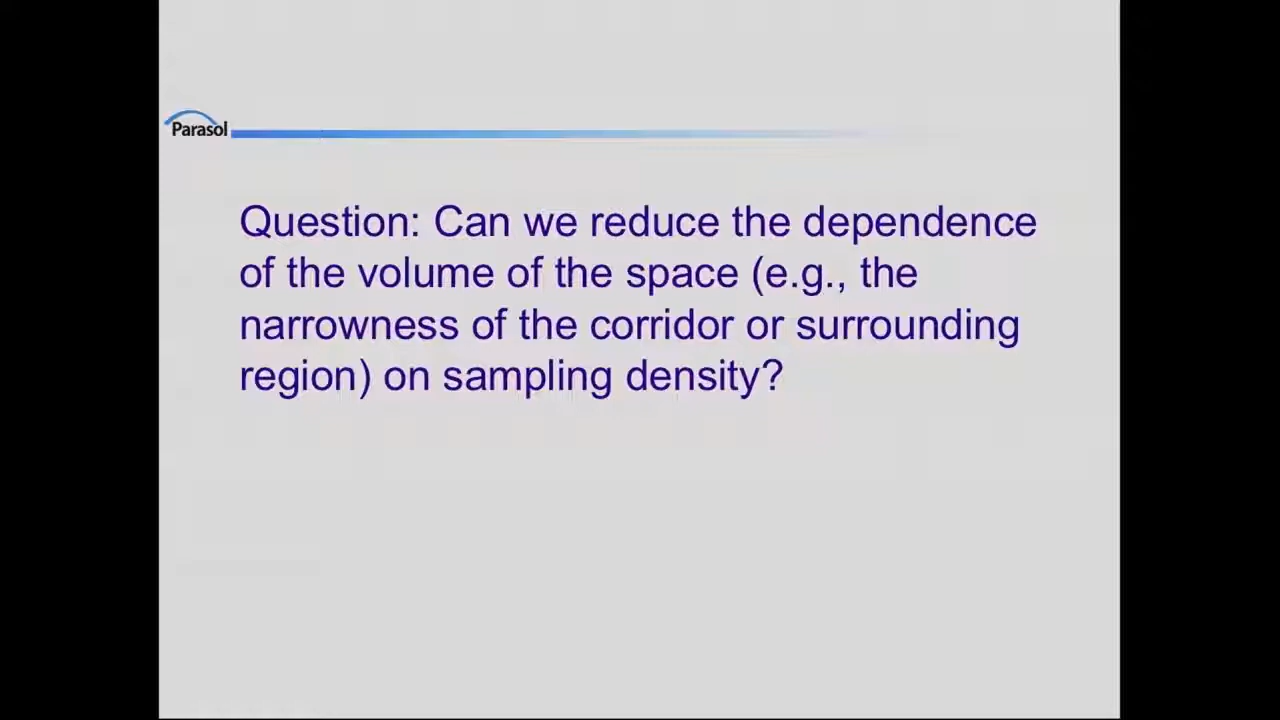 Parasol
Question: Can we reduce the dependence
of the volume of the space (e.g., the
narrowness of the corridor or surrounding
region) on sampling density?